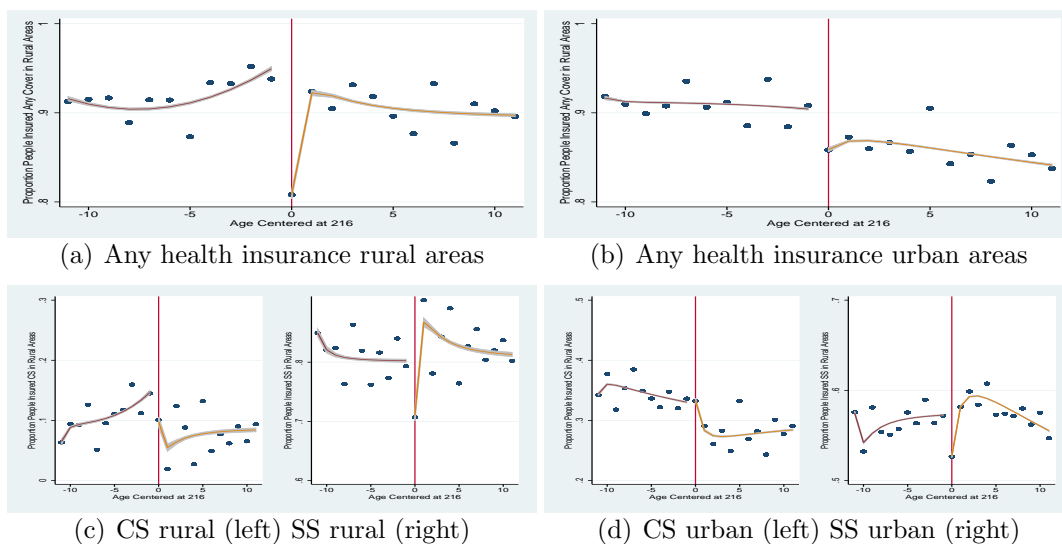 Proportion People Insured Any Cover in Rural Areas
1
.9
.8
-10 -5 0 5 10
Age Centered at 216
(a) Any health insurance rural areas
Proportion People Insured Any Cover in Rural Areas
1
.9
.8
-10 -5 0 5 10
Age Centered at 216
(b) Any health insurance urban areas
Proportion People Insured CS in Rural Areas
.3
.2
.1
0
-10 -5 0 5 10
Age Centered at 216
Proportion People Insured SS in Rural Areas
.9
.8
.7
.6
-10 -5 0 5 10
Age Centered at 216
(c) CS rural (left) SS rural (right)
Proportion People Insured CS in Rural Areas
.5
.4
.3
.2
-10 -5 0 5 10
Age Centered at 216
Proportion People Insured SS in Rural Areas
.7
.6
.5
-10 -5 0 5 10
Age Centered at 216
(d) CS urban (left) SS urban (right)